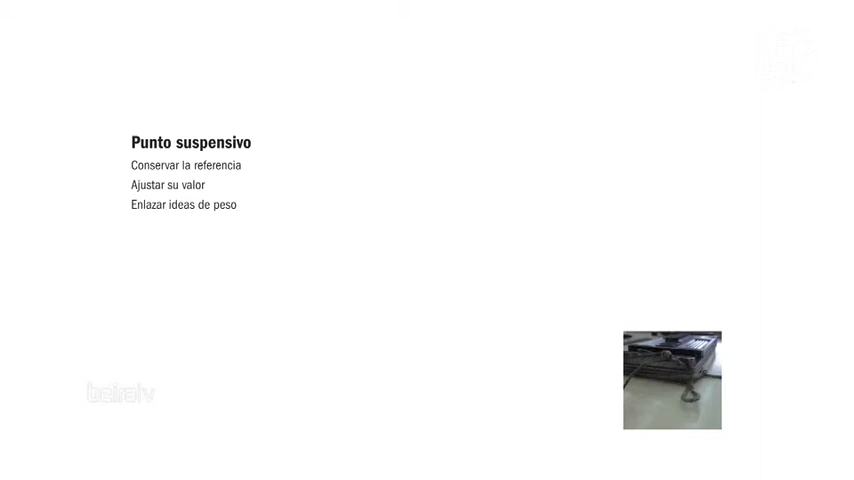 Punto suspensivo
Conservar la referencia
Ajustar su valor
Enlazar ideas de peso
beiratv